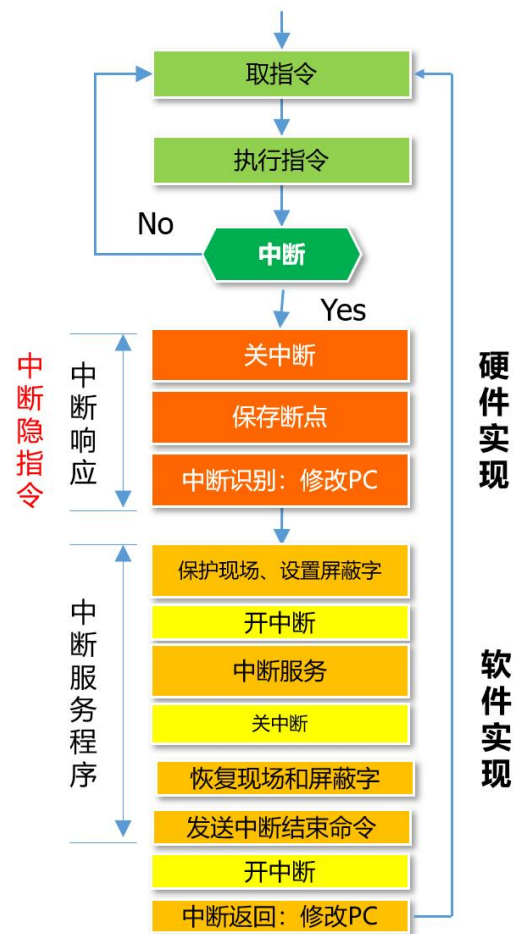 取指令
执行指令
No
中断
Yes
中断隐指令
中断响应
关中断
保存断点
中断识别：修改PC
硬件实现
中断服务程序
保护现场、设置屏蔽字
开中断
中断服务
关中断
恢复现场和屏蔽字
发送中断结束命令
开中断
中断返回：修改PC
软件实现